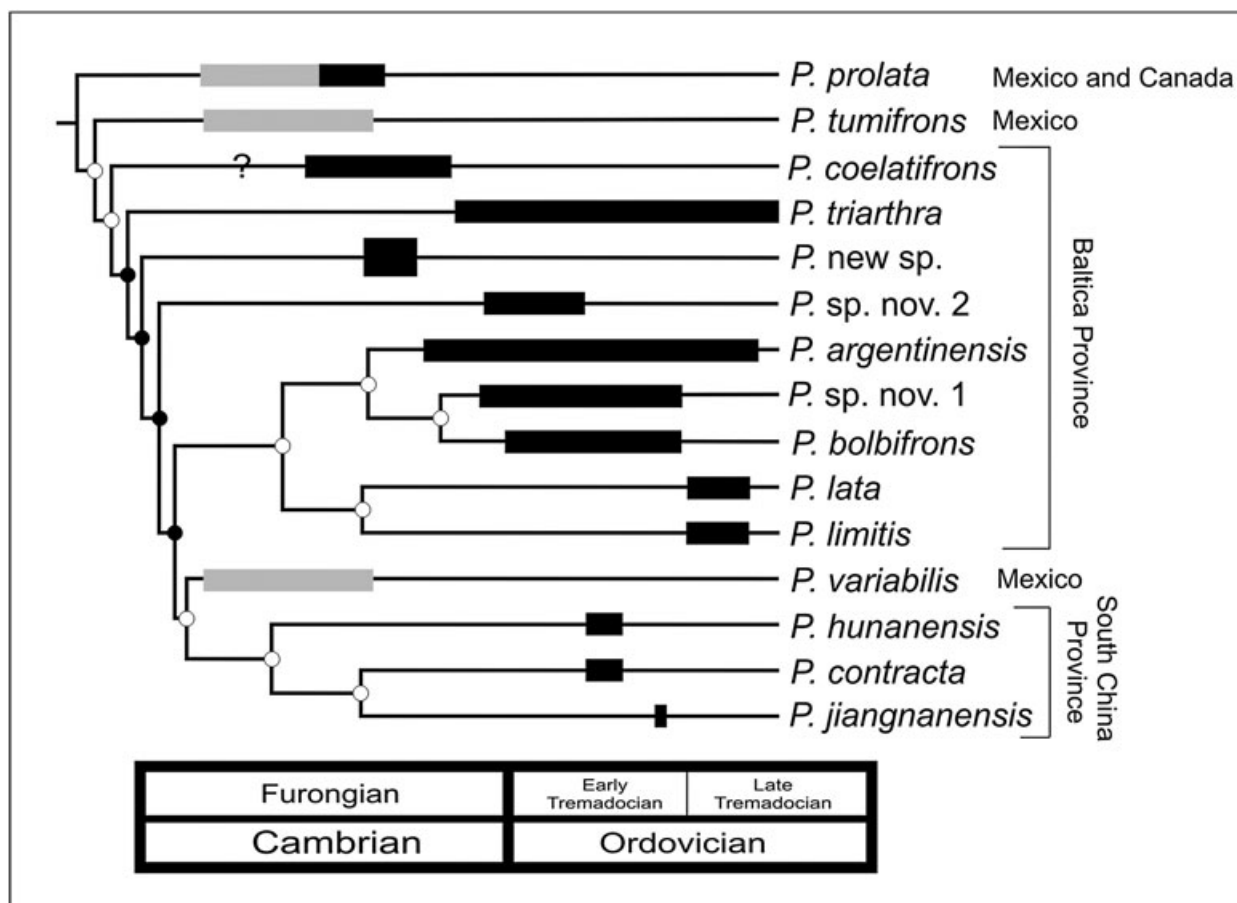 P. prolata Mexico and Canada
P. tumifrons Mexico
?
P. coelatifrons
P. triarthra
P. new sp.
P. sp. nov. 2
P. argentinensis
P. sp. nov. 1
P. bolbifrons
P. lata
P. limitis
Baltica Province
P. variabilis Mexico
P. hunanensis
P. contracta
P. jiangnanensis
South China
Province
Furongian
Early
Tremadocian
Late
Tremadocian
Cambrian
Ordovician